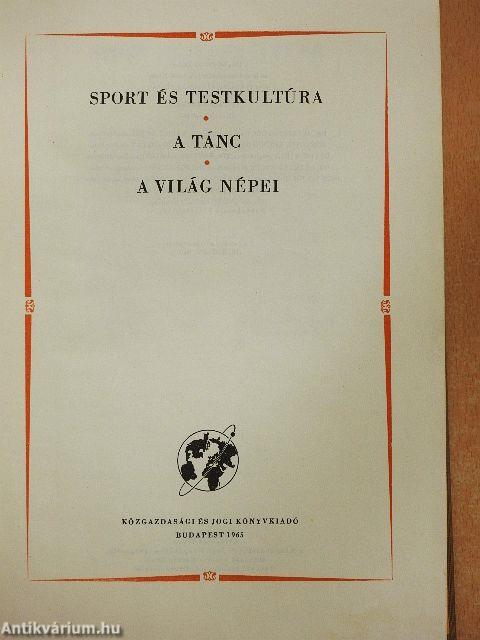 SPORT ÉS TESTKULTÚRA
A TÁNC
A VILÁG NÉPEI
KÖZGAZDASÁGI ÉS JOGI KÖNYVKIADÓ
BUDAPEST 1965
Antikvárium.hu